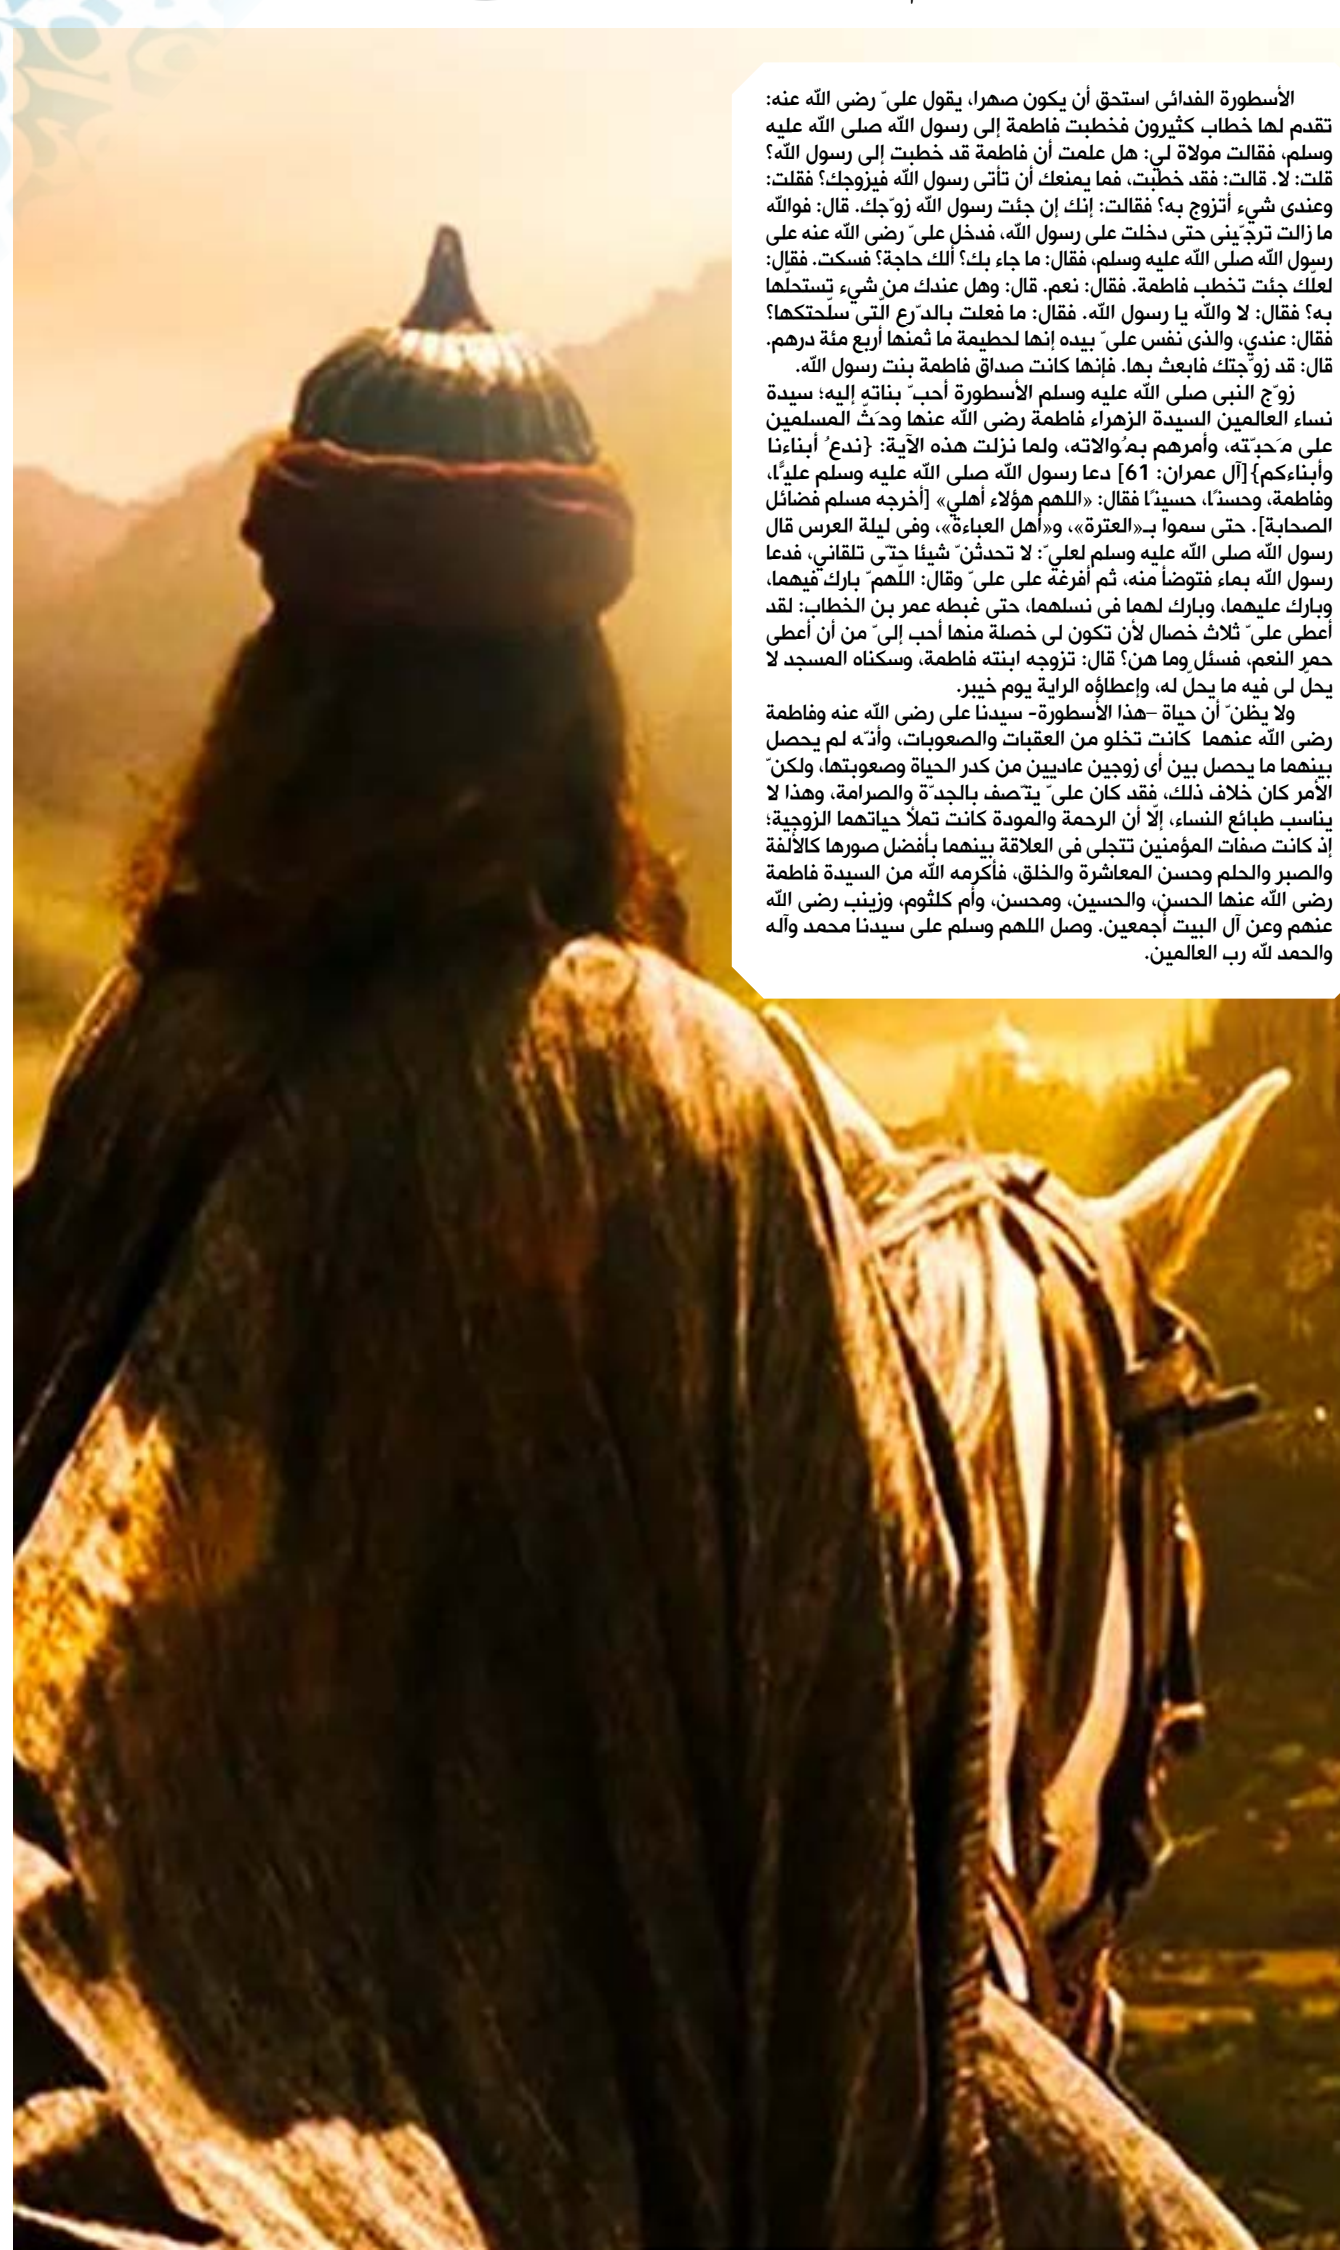 الأسطورة الفدائى استحق أن يكون صهرا، يقول علىّ رضى الله عنه:
تقدم لها خطاب كثيرون فخطبت فاطمة إلى رسول الله صلى الله عليه
وسلم، فقالت مولاة لي: هل علمت أن فاطمة قد خطبت إلى رسول الله؟
قلت: لا. قالت: فقد خطبت، فما يمنعك أن تأتى رسول الله فيزوجك؟ فقلت:
وعندى شيء أتزوج به؟ فقالت: إنك إن جئت رسول الله زوّجك. قال: فوالله
ما زالت ترجّينى حتى دخلت على رسول الله، فدخل علىّ رضى الله عنه على
رسول الله صلى الله عليه وسلم، فقال: ما جاء بك؟ ألك حاجة؟ فسكت. فقال:
لعلّك جئت تخطب فاطمة. فقال: نعم. قال: وهل عندك من شيء تستحلّها
به؟ فقال: لا والله يا رسول الله. فقال: ما فعلت بالدّرع الّتى سلّحتكها؟
فقال: عندي، والذى نفس علىّ بيده إنها لحطيمة ما ثمنها أربع مئة درهم.
قال: قد زوّجتك فابعث بها. فإنها كانت صداق فاطمة بنت رسول الله.
زوّج النبى صلى الله عليه وسلم الأسطورة أحبّ بناته إليه؛ سيدة
نساء العالمين السيدة الزهراء فاطمة رضى الله عنها وحَثّ المسلمين
على مَحبّته، وأمرهم بمُوالاته، ولما نزلت هذه الآية: {ندعُ أبناءنا
وأبناءكم} [آل عمران: 61] دعا رسول الله صلى الله عليه وسلم عليًّا،
وفاطمة، وحسنًا، حسينًا فقال: «اللهم هؤلاء أهلي» [أخرجه مسلم فضائل
الصحابة]. حتى سموا بـ«العترة»، و«أهل العباءة»، وفى ليلة العرس قال
رسول الله صلى الله عليه وسلم لعليّ: لا تحدثنّ شيئا حتّى تلقاني، فدعا
رسول الله بماء فتوضأ منه، ثم أفرغه على علىّ وقال: اللّهمّ بارك فيهما،
وبارك عليهما، وبارك لهما فى نسلهما، حتى غبطه عمر بن الخطاب: لقد
أعطى علىّ ثلاث خصال لأن تكون لى خصلة منها أحب إلىّ من أن أعطى
حمر النعم، فسئل وما هن؟ قال: تزوجه ابنته فاطمة، وسكناه المسجد لا
يحلّ لى فيه ما يحلّ له، وإعطاؤه الراية يوم خيبر.
ولا يظنّ أن حياة –هذا الأسطورة- سيدنا على رضى الله عنه وفاطمة
رضى الله عنهما كانت تخلو من العقبات والصعوبات، وأنّه لم يحصل
بينهما ما يحصل بين أى زوجين عاديين من كدر الحياة وصعوبتها، ولكنّ
الأمر كان خلاف ذلك، فقد كان علىّ يتّصف بالجدّة والصرامة، وهذا لا
يناسب طبائع النساء، إلّا أن الرحمة والمودة كانت تملأ حياتهما الزوجية؛
إذ كانت صفات المؤمنين تتجلى فى العلاقة بينهما بأفضل صورها كالألفة
والصبر والحلم وحسن المعاشرة والخلق، فأكرمه الله من السيدة فاطمة
رضى الله عنها الحسن، والحسين، ومحسن، وأم كلثوم، وزينب رضى الله
عنهم وعن آل البيت أجمعين. وصل اللهم وسلم على سيدنا محمد وآله
والحمد لله رب العالمين.